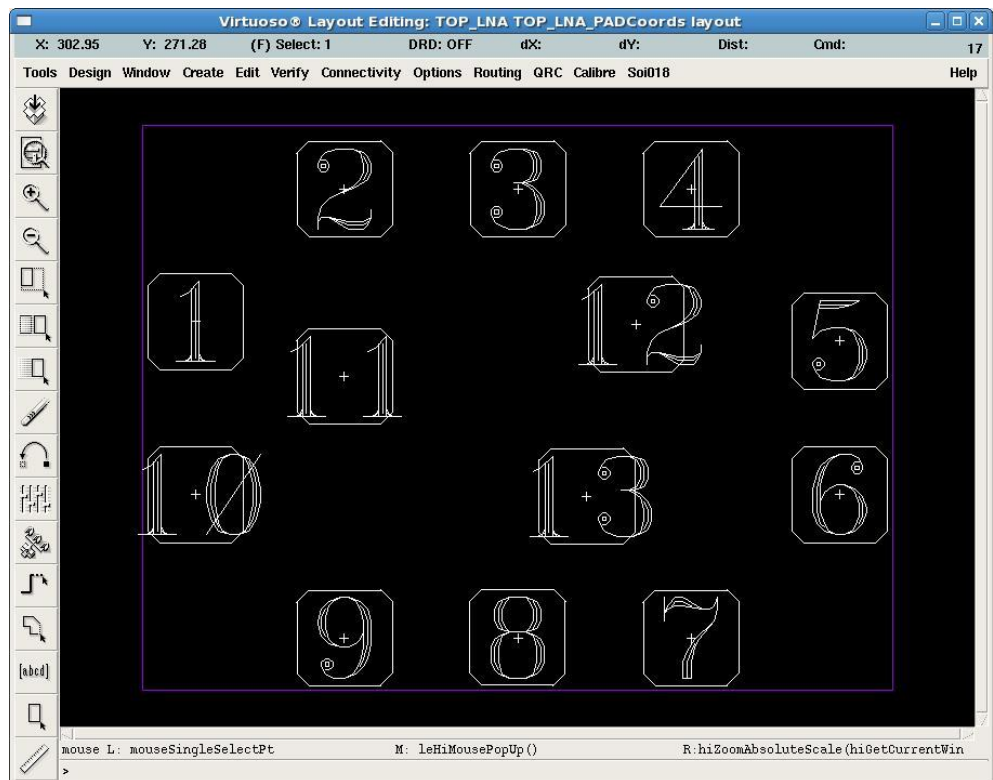 Virtuoso® Layout Editing: TOP_LNA TOP_LNA_PADCoords layout
X: 302.95 Y: 271.28 (F) Select: 1 DRD: OFF dX: dY: Dist: Cmd: 17
Tools Design Window Create Edit Verify Connectivity Options Routing QRC Calibre Soi018 Help
2 3 4
1 12 5
11
10 13 6
9 8 7
[abcd]
mouse L: mouseSingleSelectPt M: leHiMousePopUp() R:hiZoomAbsoluteScale(hiGetCurrentWin
>